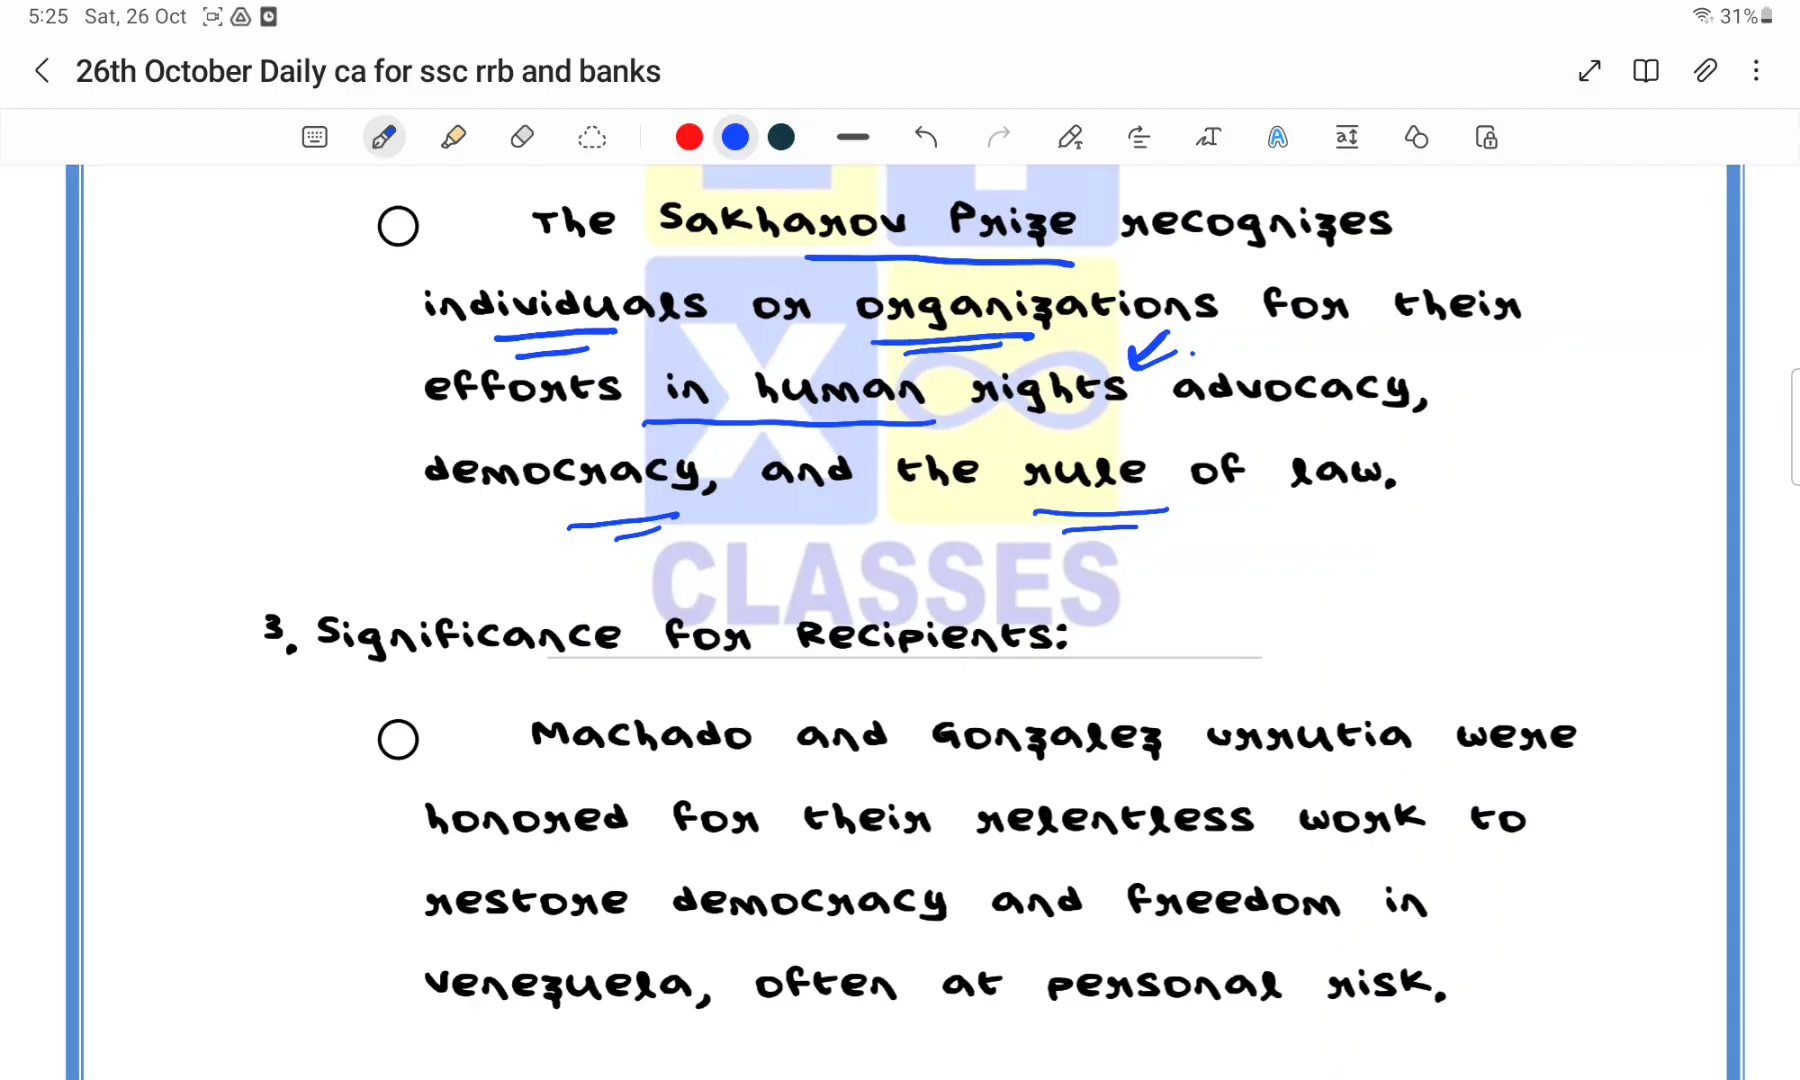 5:25 Sat, 26 Oct 31%
26th October Daily ca for ssc rrb and banks
The Sakharov Prize recognizes
individuals or organizations for their
efforts in human rights advocacy,
democracy, and the rule of law.
X
CLASSES
3. Significance for Recipients:
Machado and Gonzalez Urrutia were
honored for their relentless work to
restore democracy and freedom in
Venezuela, often at personal risk.